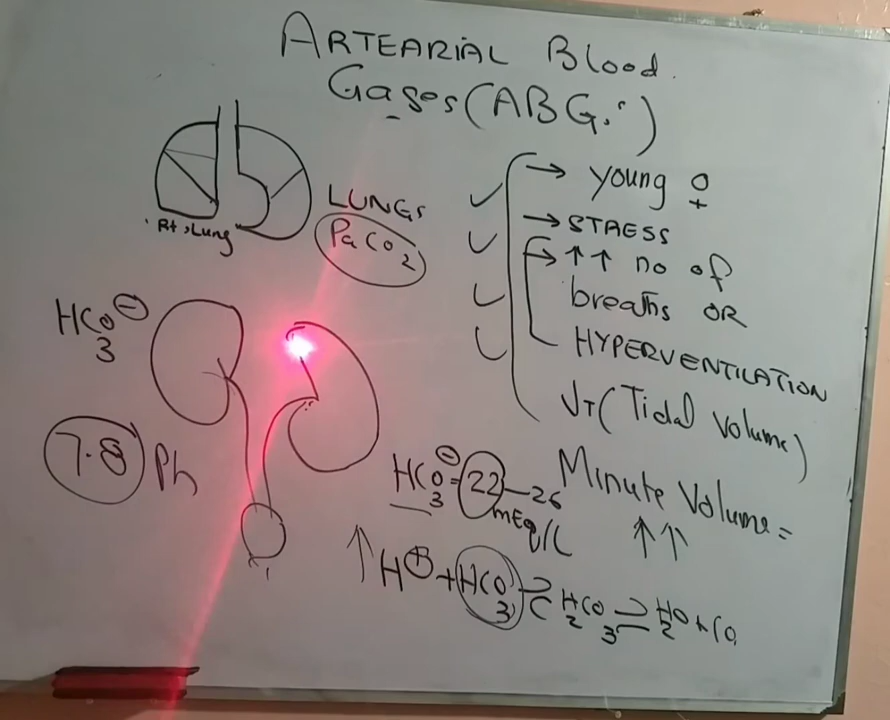 ARTEARIAL Blood.
Gases (ABG's)
→ young ♀
LUNGS
Rt, Lung
PaCO2
→ STRESS
→ ↑↑ no of
breaths OR
HYPERVENTILATION
VT (Tidal Volume)
HCO3⊖
7.8 Ph
HCO3⊖ = 22—26
mEq/L
Minute Volume =
↑↑
↑H⊕ + HCO3 ⇌ H2CO3 ⇌ H2O + CO